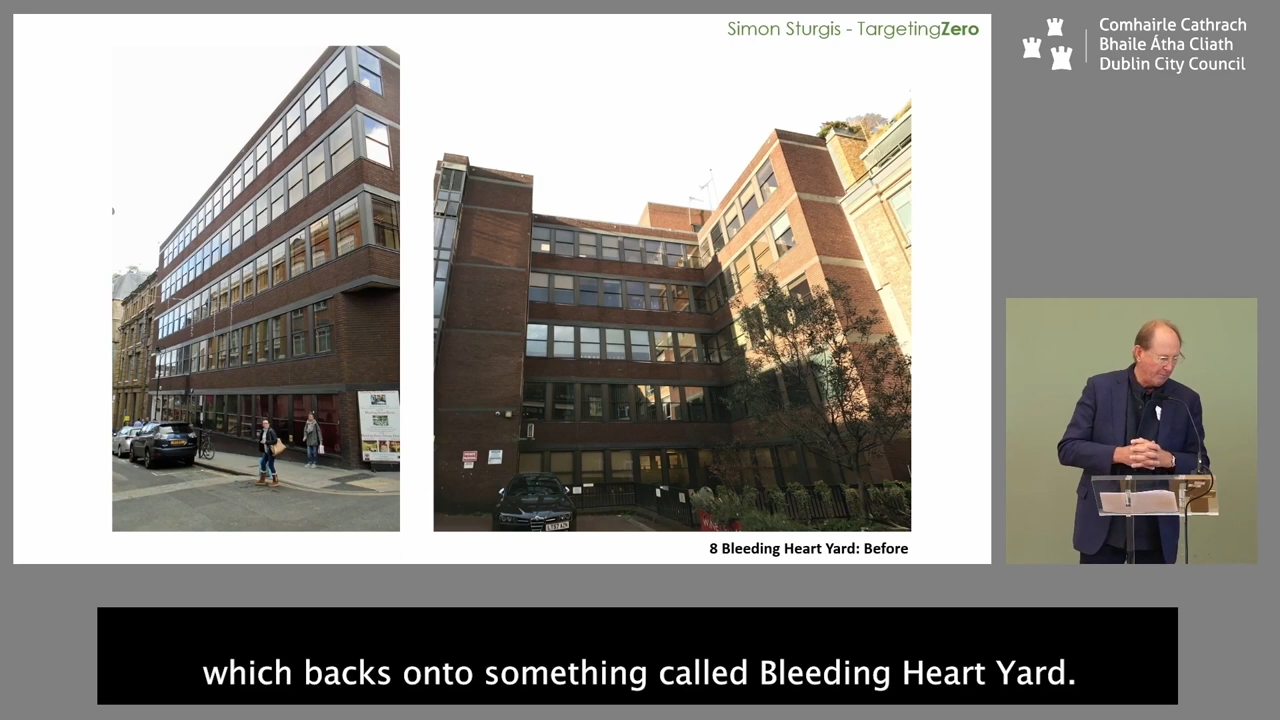 Simon Sturgis - TargetingZero
Comhairle Cathrach
Bhaile Átha Cliath
Dublin City Council
8 Bleeding Heart Yard: Before
which backs onto something called Bleeding Heart Yard.